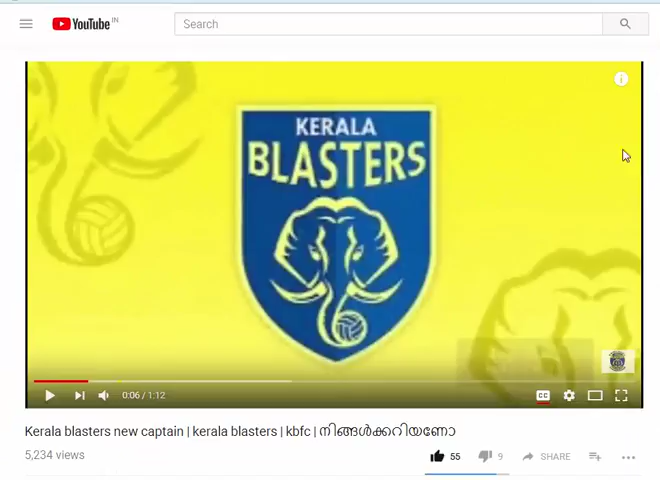 YouTube IN
Search
KERALA
BLASTERS
0:06 / 1:12
CC
Kerala blasters new captain | kerala blasters | kbfc | നിങ്ങൾക്കറിയണോ
5,234 views
55
9
SHARE